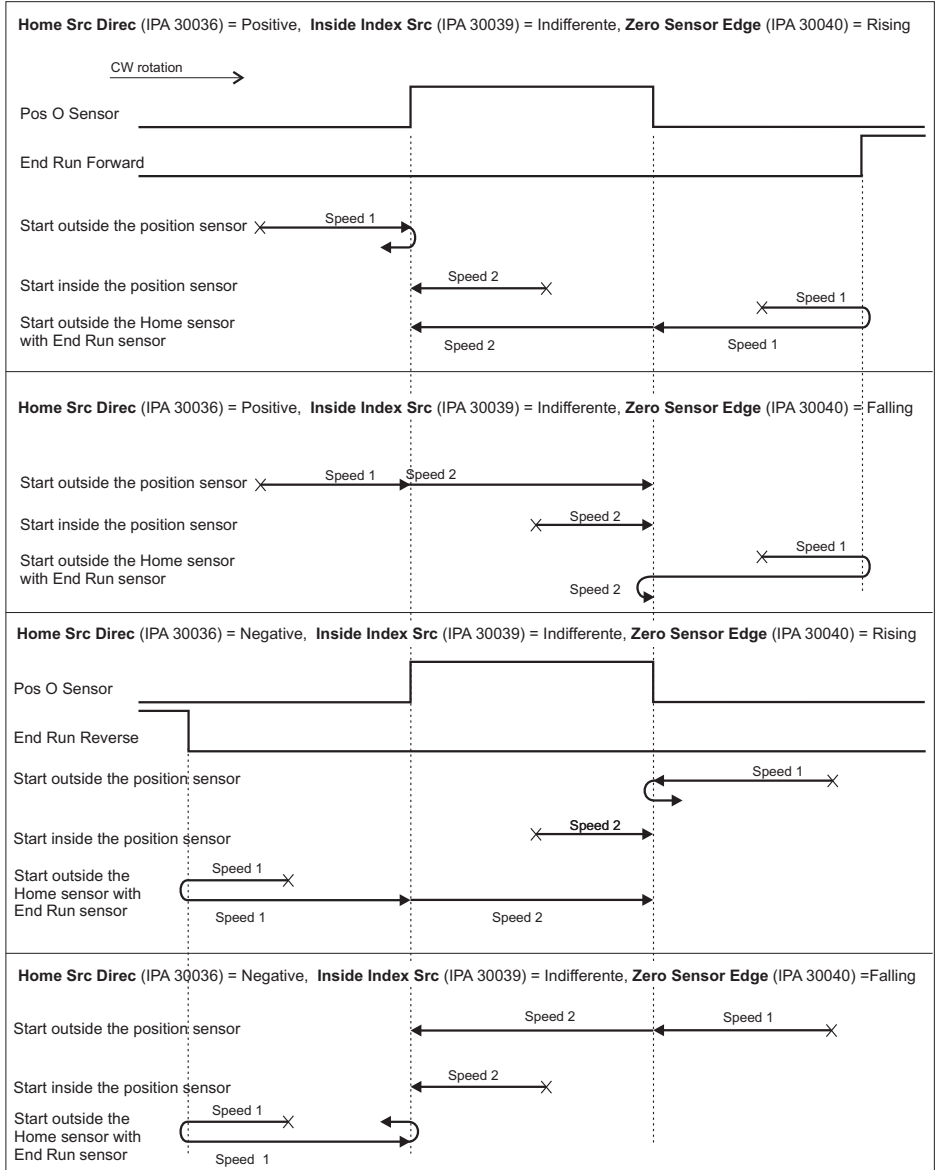 Home Src Direc (IPA 30036) = Positive, Inside Index Src (IPA 30039) = Indifferente, Zero Sensor Edge (IPA 30040) = Rising
CW rotation
Pos O Sensor
End Run Forward
Start outside the position sensor
Speed 1
Start inside the position sensor
Speed 2
Start outside the Home sensor
with End Run sensor
Speed 1
Speed 2
Speed 1
Home Src Direc (IPA 30036) = Positive, Inside Index Src (IPA 30039) = Indifferente, Zero Sensor Edge (IPA 30040) = Falling
Start outside the position sensor
Speed 1
Speed 2
Start inside the position sensor
Speed 2
Start outside the Home sensor
with End Run sensor
Speed 1
Speed 2
Home Src Direc (IPA 30036) = Negative, Inside Index Src (IPA 30039) = Indifferente, Zero Sensor Edge (IPA 30040) = Rising
Pos O Sensor
End Run Reverse
Start outside the position sensor
Speed 1
Start inside the position sensor
Speed 2
Start outside the
Home sensor with
End Run sensor
Speed 1
Speed 1
Speed 2
Home Src Direc (IPA 30036) = Negative, Inside Index Src (IPA 30039) = Indifferente, Zero Sensor Edge (IPA 30040) =Falling
Start outside the position sensor
Speed 2
Speed 1
Start inside the position sensor
Speed 2
Start outside the
Home sensor with
End Run sensor
Speed 1
Speed 1